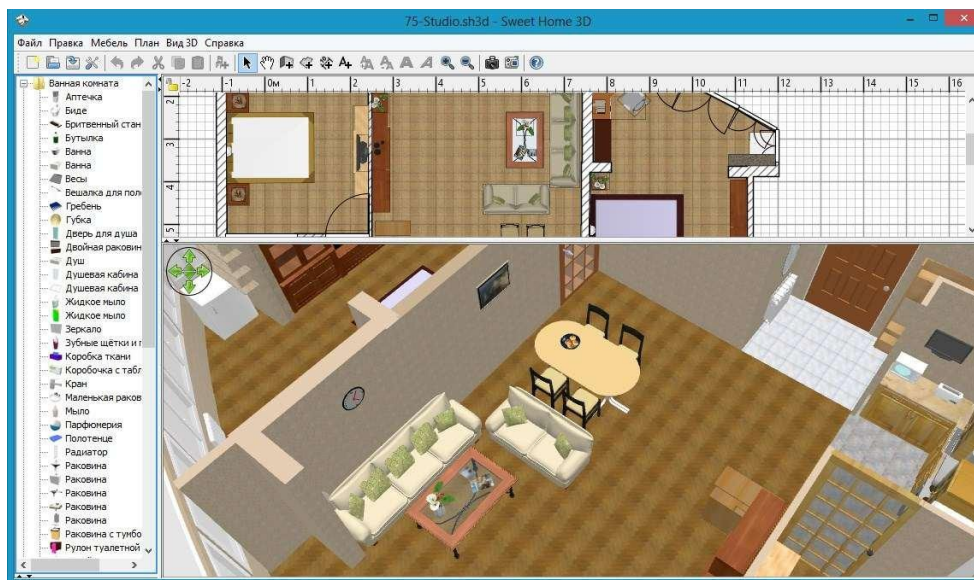 75-Studio.sh3d - Sweet Home 3D
Файл Правка Мебель План Вид 3D Справка
-2 -1 0м 1 2 3 4 5 6 7 8 9 10 11 12 13 14 15 16
2
3
4
5
Ванная комната
Аптечка
Биде
Бритвенный стан
Бутылка
Ванна
Ванна
Весы
Вешалка для пол
Гребень
Губка
Дверь для душа
Двойная раковин
Душ
Душевая кабина
Душевая кабина
Жидкое мыло
Жидкое мыло
Зеркало
Зубные щётки и г
Коробка ткани
Коробочка с табл
Кран
Маленькая раков
Мыло
Парфюмерия
Полотенце
Радиатор
Раковина
Раковина
Раковина
Раковина
Раковина
Раковина с тумбо
Рулон туалетной